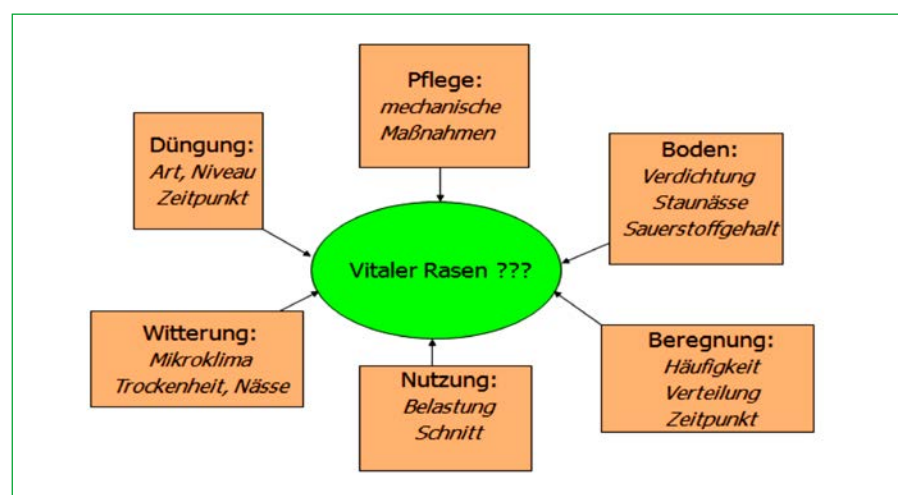 Pflege:
mechanische
Maßnahmen
Düngung:
Art, Niveau
Zeitpunkt
Boden:
Verdichtung
Staunässe
Sauerstoffgehalt
Vitaler Rasen ???
Witterung:
Mikroklima
Trockenheit, Nässe
Nutzung:
Belastung
Schnitt
Beregnung:
Häufigkeit
Verteilung
Zeitpunkt